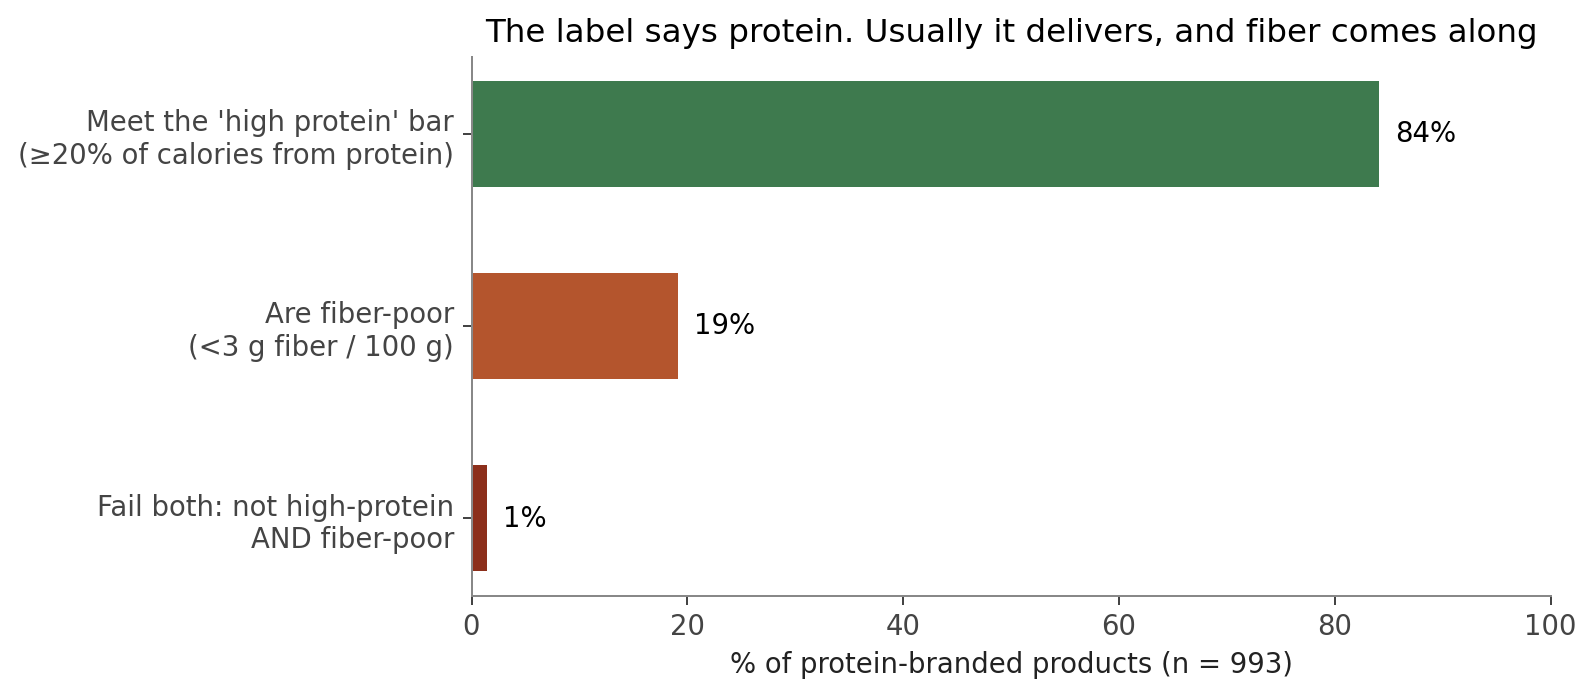 The label says protein. Usually it delivers, and fiber comes along
Meet the 'high protein' bar
(≥20% of calories from protein)
84%
Are fiber-poor
(<3 g fiber / 100 g)
19%
Fail both: not high-protein
AND fiber-poor
1%
0 20 40 60 80 100
% of protein-branded products (n = 993)